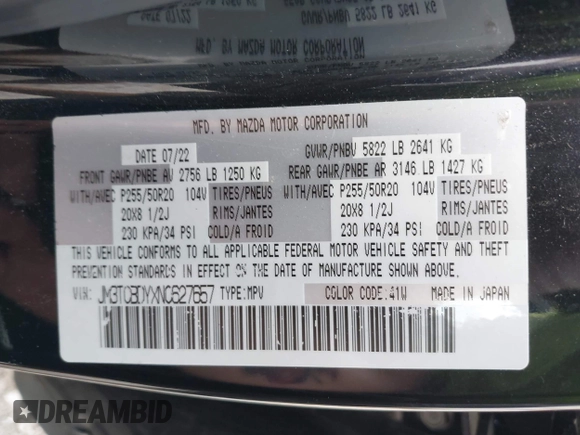 MFD. BY MAZDA MOTOR CORPORATION
DATE 07/22 GVWR/PNBV 5822 LB 2641 KG
FRONT GAWR/PNBE AV 2756 LB 1250 KG REAR GAWR/PNBE AR 3146 LB 1427 KG
WITH/AVEC P255/50R20 104V TIRES/PNEUS WITH/AVEC P255/50R20 104V TIRES/PNEUS
20X8 1/2J RIMS/JANTES 20X8 1/2J RIMS/JANTES
230 KPA/34 PSI COLD/A FROID 230 KPA/34 PSI COLD/A FROID
THIS VEHICLE CONFORMS TO ALL APPLICABLE FEDERAL MOTOR VEHICLE SAFETY AND THEFT
PREVENTION STANDARDS IN EFFECT ON THE DATE OF MANUFACTURE SHOWN ABOVE.
VIN: JM3TCBDYXNC627657 TYPE: MPV COLOR CODE: 41W MADE IN JAPAN
DREAMBID